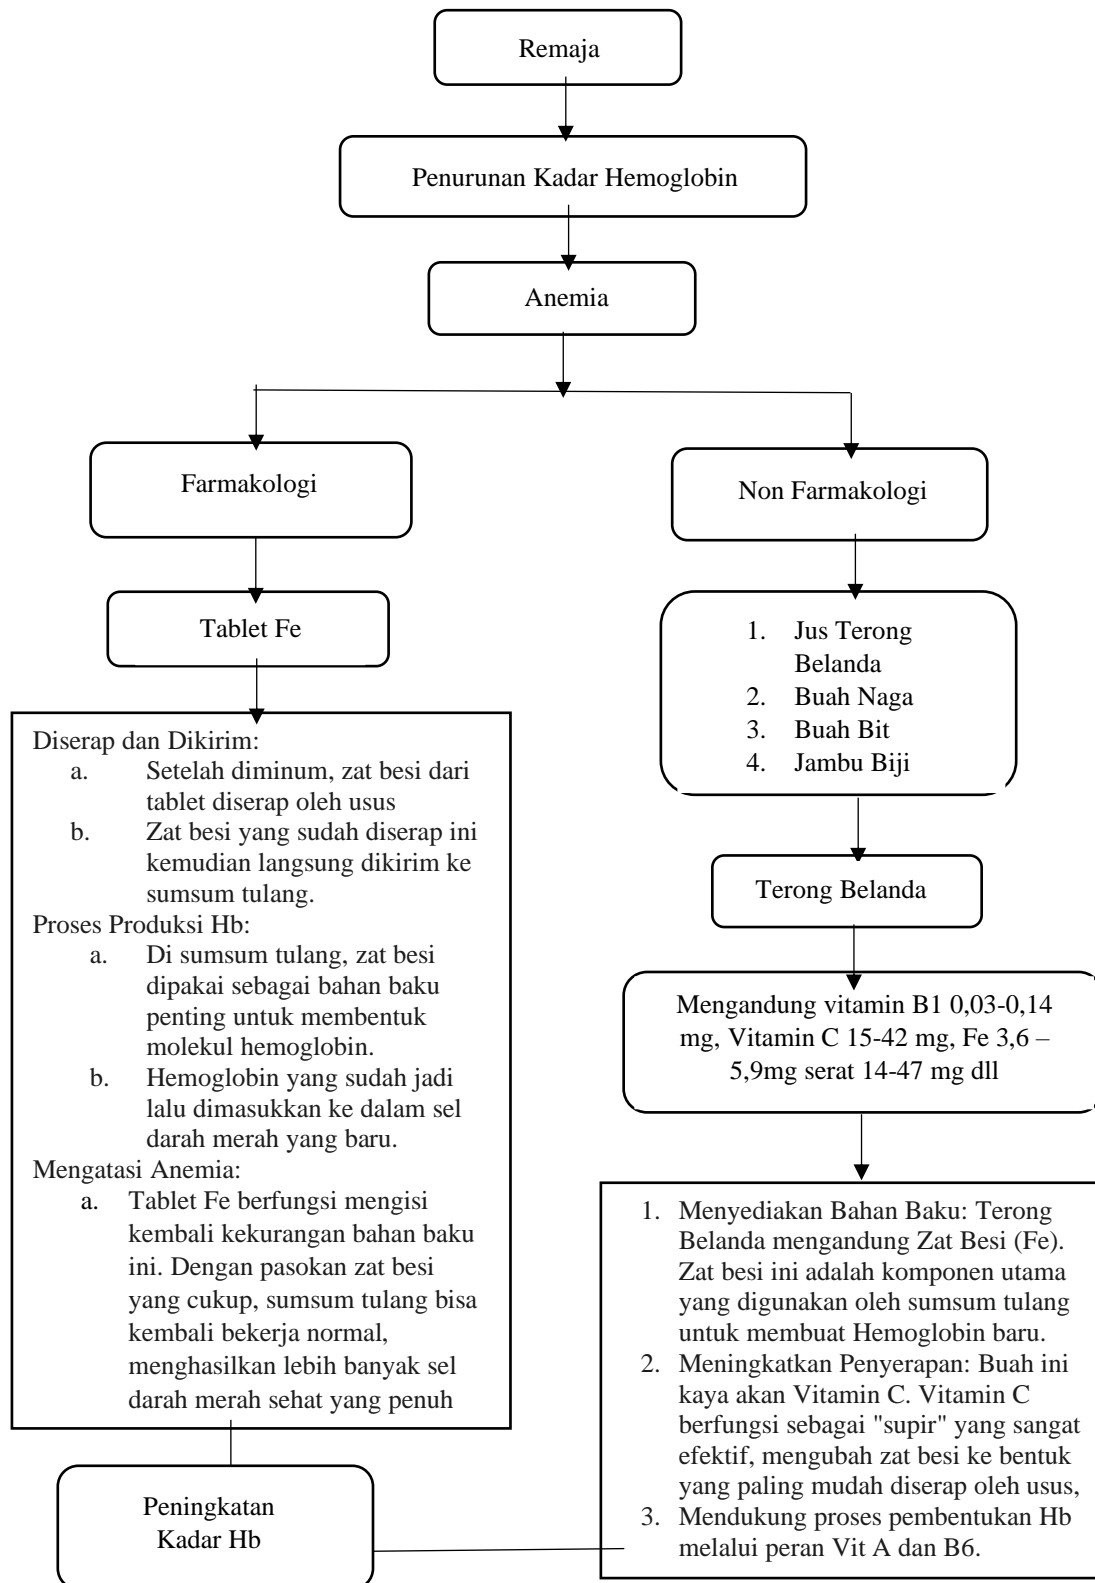 Remaja
Penurunan Kadar Hemoglobin
Anemia
Farmakologi
Non Farmakologi
Tablet Fe
1. Jus Terong
Belanda
2. Buah Naga
3. Buah Bit
4. Jambu Biji
Diserap dan Dikirim:
a. Setelah diminum, zat besi dari
tablet diserap oleh usus
b. Zat besi yang sudah diserap ini
kemudian langsung dikirim ke
sumsum tulang.
Proses Produksi Hb:
a. Di sumsum tulang, zat besi
dipakai sebagai bahan baku
penting untuk membentuk
molekul hemoglobin.
b. Hemoglobin yang sudah jadi
lalu dimasukkan ke dalam sel
darah merah yang baru.
Mengatasi Anemia:
a. Tablet Fe berfungsi mengisi
kembali kekurangan bahan baku
ini. Dengan pasokan zat besi
yang cukup, sumsum tulang bisa
kembali bekerja normal,
menghasilkan lebih banyak sel
darah merah sehat yang penuh
Terong Belanda
Mengandung vitamin B1 0,03-0,14
mg, Vitamin C 15-42 mg, Fe 3,6 –
5,9mg serat 14-47 mg dll
1. Menyediakan Bahan Baku: Terong
Belanda mengandung Zat Besi (Fe).
Zat besi ini adalah komponen utama
yang digunakan oleh sumsum tulang
untuk membuat Hemoglobin baru.
2. Meningkatkan Penyerapan: Buah ini
kaya akan Vitamin C. Vitamin C
berfungsi sebagai "supir" yang sangat
efektif, mengubah zat besi ke bentuk
yang paling mudah diserap oleh usus,
3. Mendukung proses pembentukan Hb
melalui peran Vit A dan B6.
Peningkatan
Kadar Hb